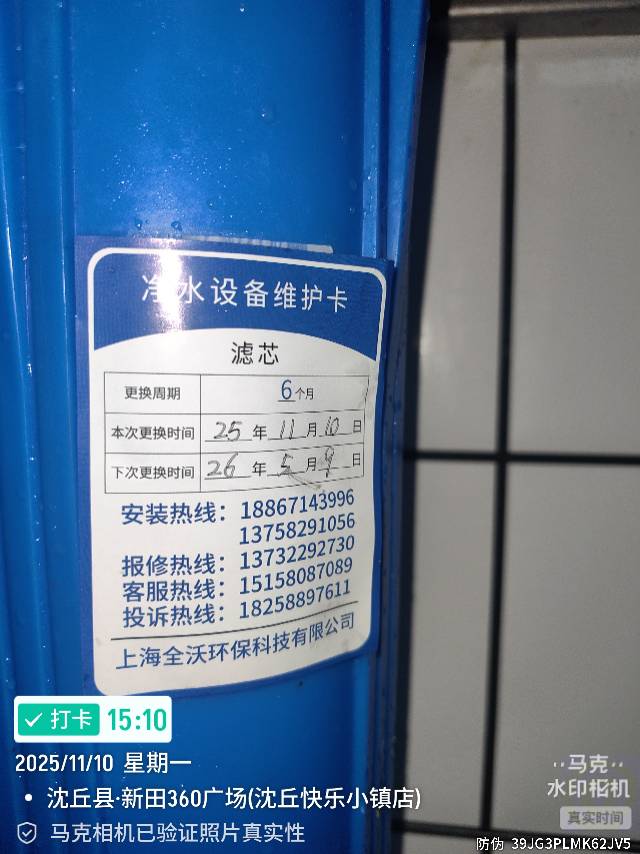 净水设备维护卡
滤芯
更换周期 6个月
本次更换时间 25年11月10日
下次更换时间 26年5月9日
安装热线：18867143996
13758291056
报修热线：13732292730
客服热线：15158087089
投诉热线：18258897611
上海全沃环保科技有限公司
打卡 15:10
2025/11/10 星期一
沈丘县·新田360广场(沈丘快乐小镇店)
马克相机已验证照片真实性
马克
水印相机
真实时间
防伪 39JG3PLMK62JV5